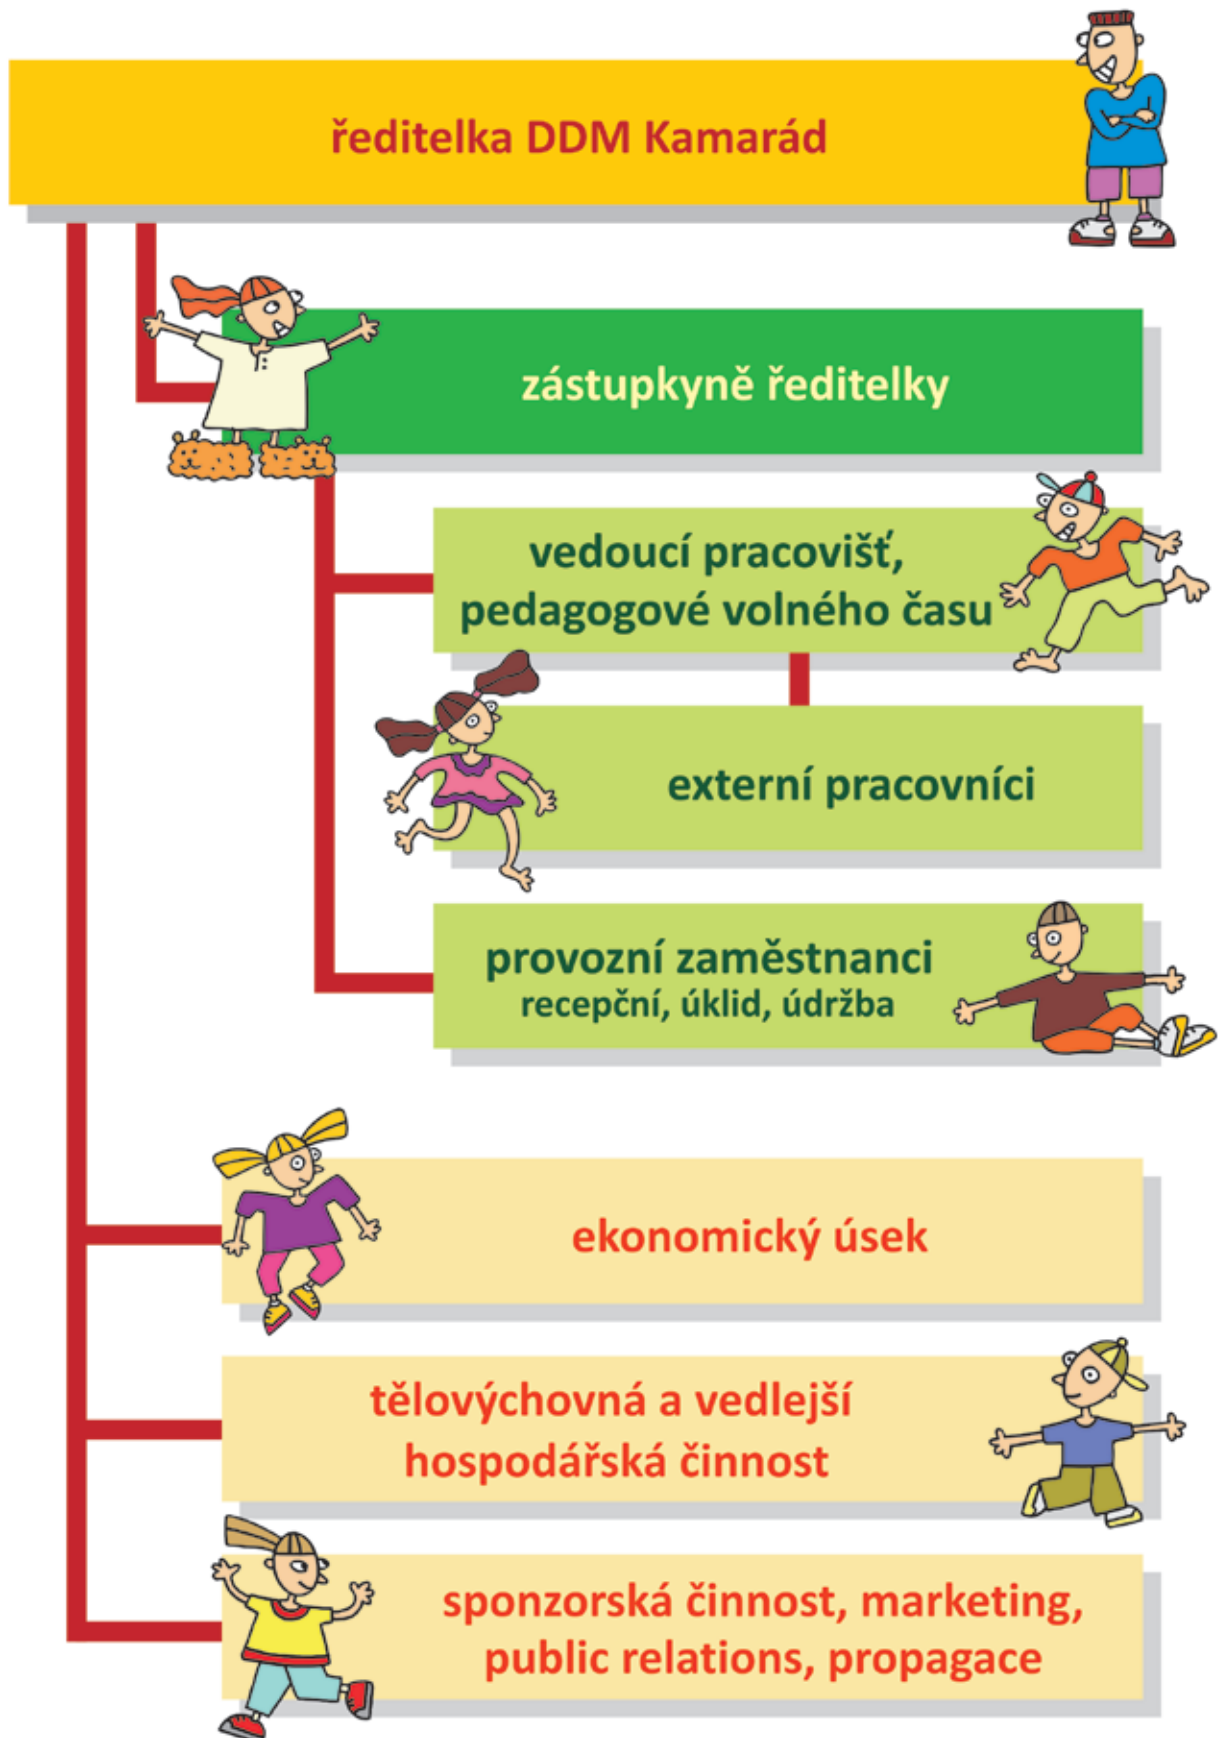 ředitelka DDM Kamarád
zástupkyně ředitelky
vedoucí pracovišť,
pedagogové volného času
externí pracovníci
provozní zaměstnanci
recepční, úklid, údržba
ekonomický úsek
tělovýchovná a vedlejší
hospodářská činnost
sponzorská činnost, marketing,
public relations, propagace